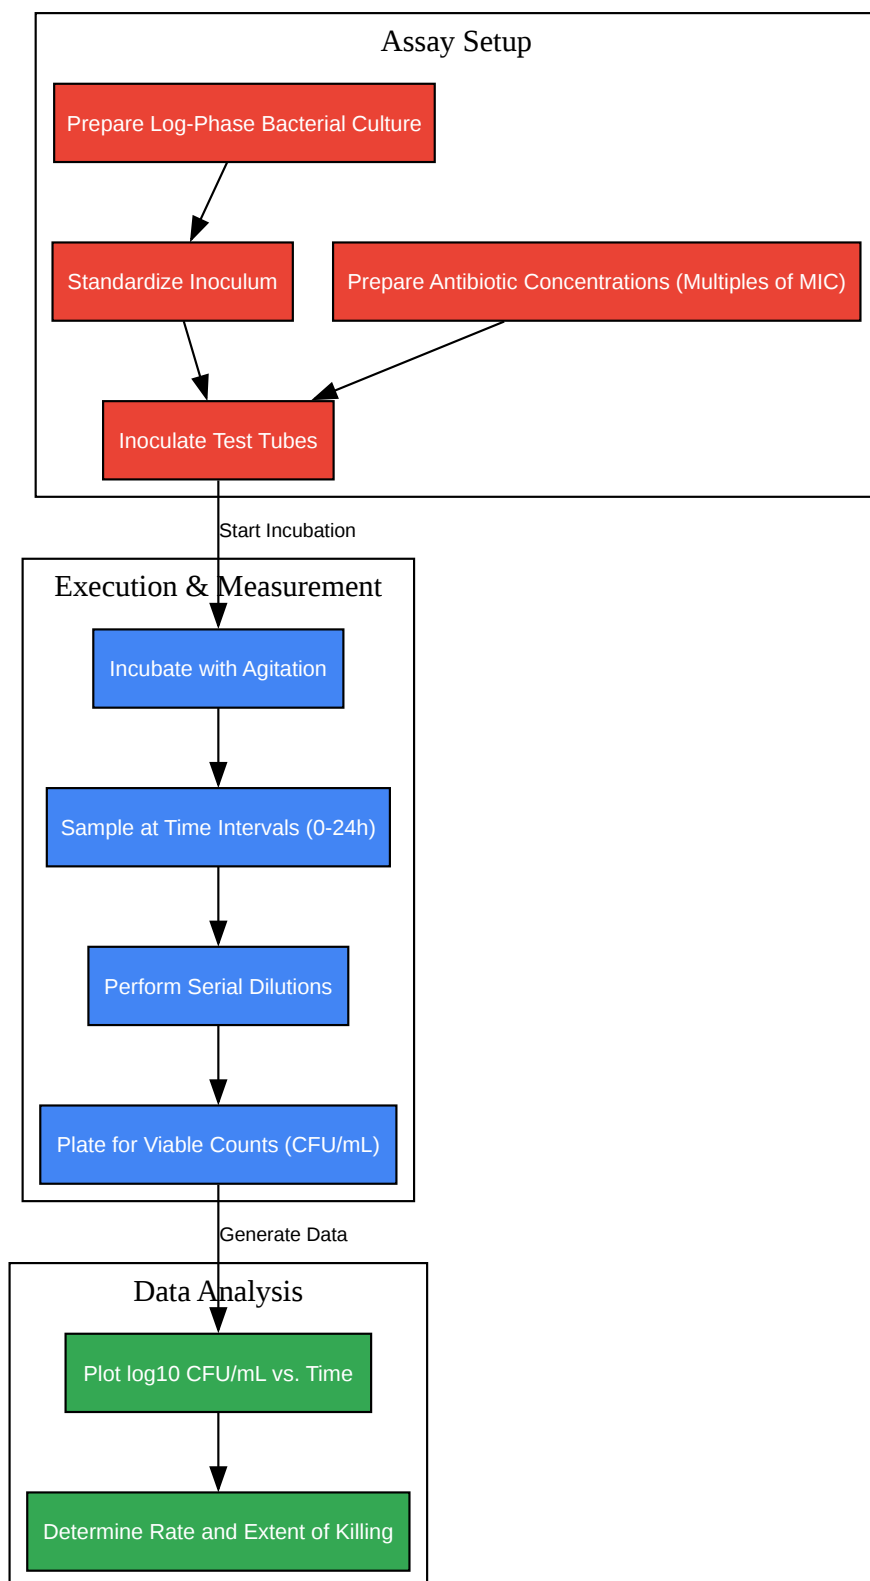 Assay Setup
Prepare Log-Phase Bacterial Culture
Standardize Inoculum
Prepare Antibiotic Concentrations (Multiples of MIC)
Inoculate Test Tubes
Start Incubation
Execution & Measurement
Incubate with Agitation
Sample at Time Intervals (0-24h)
Perform Serial Dilutions
Plate for Viable Counts (CFU/mL)
Generate Data
Data Analysis
Plot log10 CFU/mL vs. Time
Determine Rate and Extent of Killing